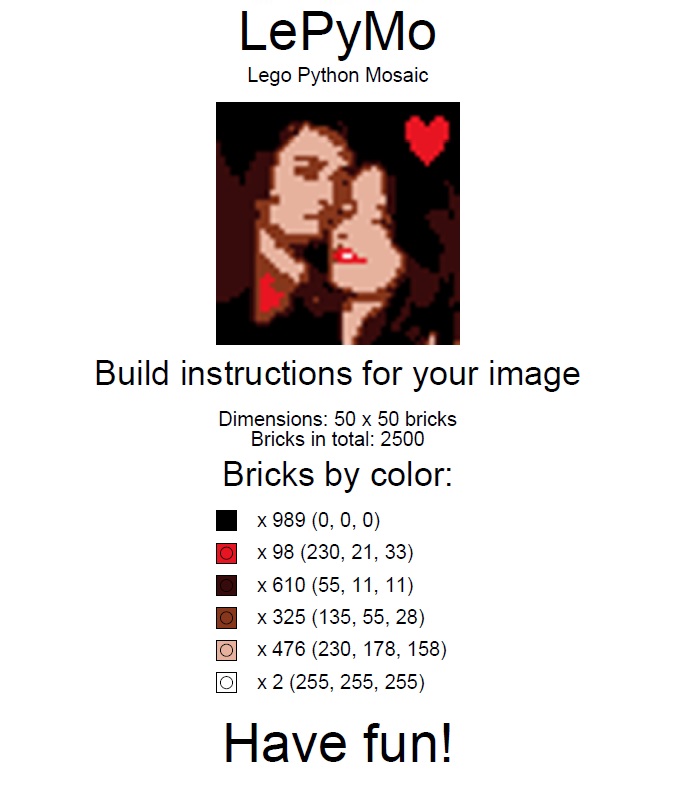 LePyMo
Lego Python Mosaic
Build instructions for your image
Dimensions: 50 x 50 bricks
Bricks in total: 2500
Bricks by color:
x 989 (0, 0, 0)
x 98 (230, 21, 33)
x 610 (55, 11, 11)
x 325 (135, 55, 28)
x 476 (230, 178, 158)
x 2 (255, 255, 255)
Have fun!